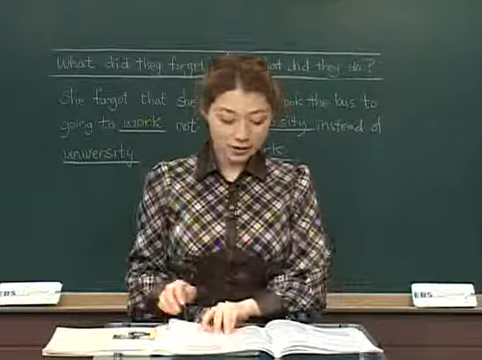 What did they forget What did they do?
She forgot that she took the bus to
going to work not university instead of
university work
EBS EBS